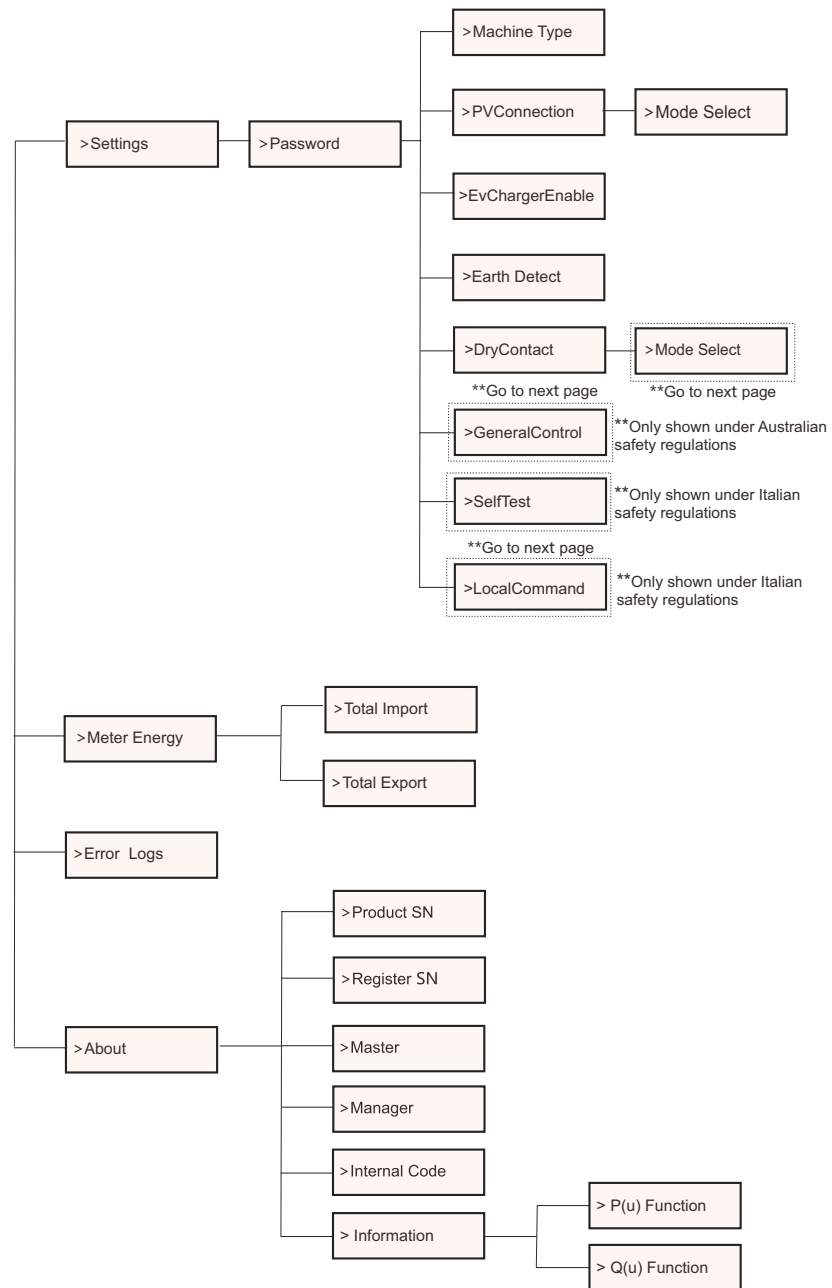 >Machine Type
>PVConnection
>Mode Select
>Settings
>Password
>EvChargerEnable
>Earth Detect
>DryContact
>Mode Select
**Go to next page
**Go to next page
>GeneralControl
**Only shown under Australian
safety regulations
>SelfTest
**Only shown under Italian
safety regulations
**Go to next page
>LocalCommand
**Only shown under Italian
safety regulations
>Meter Energy
>Total Import
>Total Export
>Error  Logs
>Product SN
>Register SN
>About
>Master
>Manager
>Internal Code
> Information
> P(u) Function
> Q(u) Function